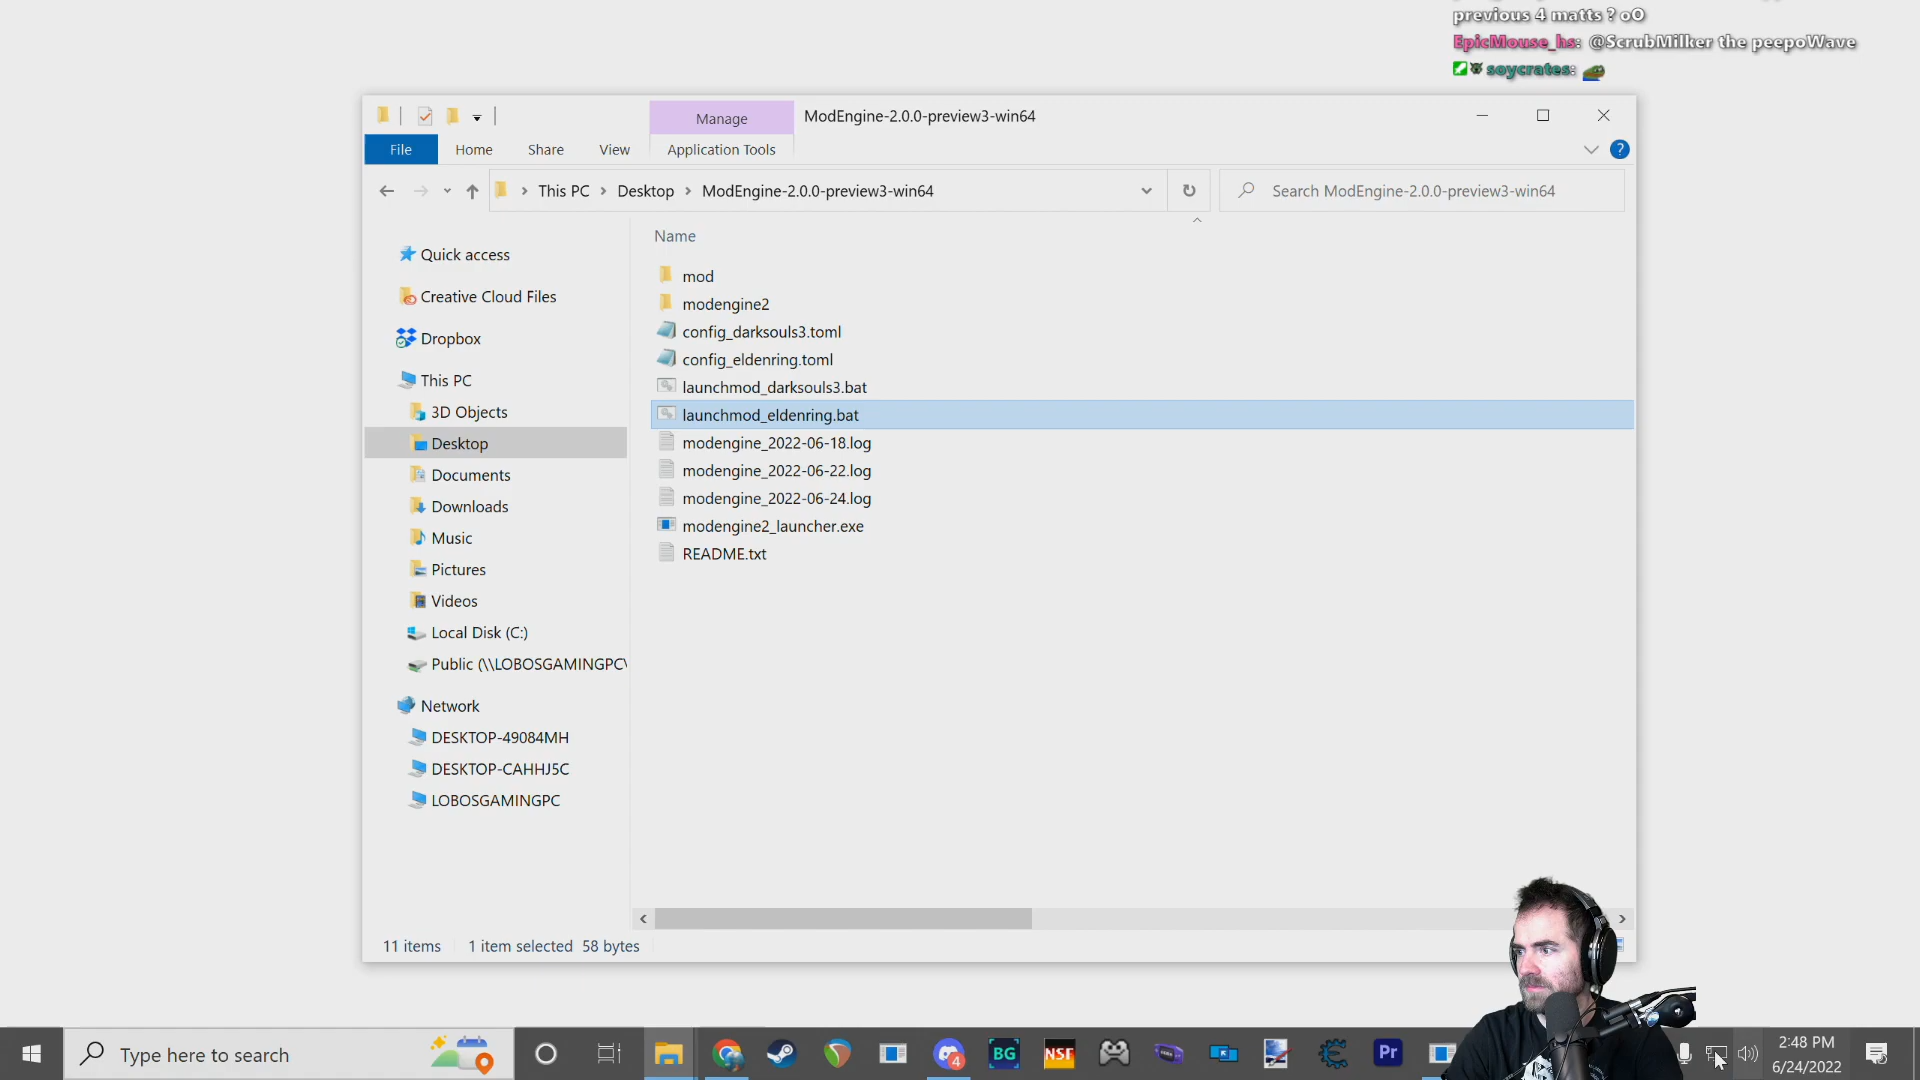 previous 4 matts ? oO
EpicMouse_hs: @ScrubMilker the peepoWave
soycrates:
Manage
ModEngine-2.0.0-preview3-win64
File
Home
Share
View
Application Tools
?
This PC
Desktop
ModEngine-2.0.0-preview3-win64
Search ModEngine-2.0.0-preview3-win64
Name
Quick access
Creative Cloud Files
Dropbox
This PC
3D Objects
Desktop
Documents
Downloads
Music
Pictures
Videos
Local Disk (C:)
Public (\\LOBOSGAMINGPC\
Network
DESKTOP-49084MH
DESKTOP-CAHHJ5C
LOBOSGAMINGPC
mod
modengine2
config_darksouls3.toml
config_eldenring.toml
launchmod_darksouls3.bat
launchmod_eldenring.bat
modengine_2022-06-18.log
modengine_2022-06-22.log
modengine_2022-06-24.log
modengine2_launcher.exe
README.txt
11 items
1 item selected 58 bytes
Type here to search
4
BG
NSF
Pr
2:48 PM
6/24/2022